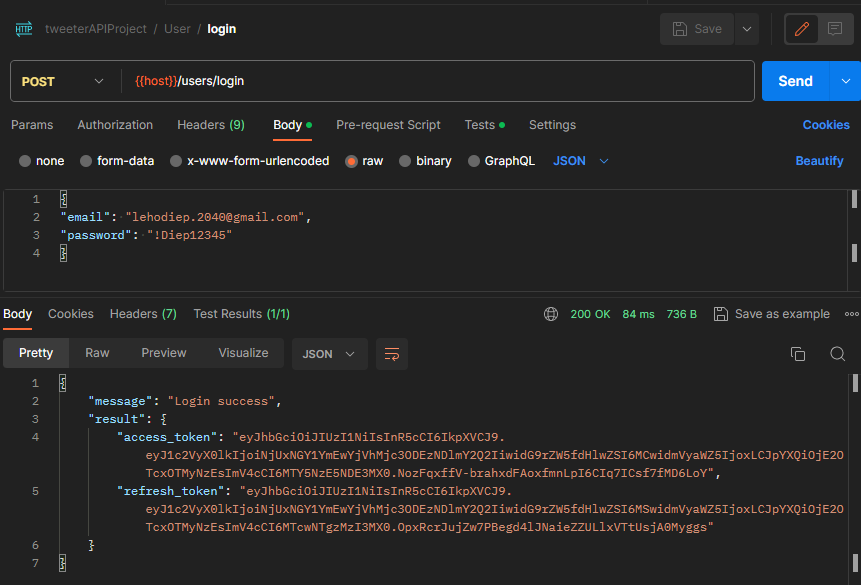 HTTP tweeterAPIProject / User / login Save
POST {{host}}/users/login Send
Params Authorization Headers (9) Body Pre-request Script Tests Settings Cookies
none form-data x-www-form-urlencoded raw binary GraphQL JSON Beautify
1 {
2 "email": "lehodiep.2040@gmail.com",
3 "password": "!Diep12345"
4 }
Body Cookies Headers (7) Test Results (1/1) 200 OK 84 ms 736 B Save as example
Pretty Raw Preview Visualize JSON
1 {
2 "message": "Login success",
3 "result": {
4 "access_token": "eyJhbGciOiJIUzI1NiIsInR5cCI6IkpXVCJ9.
eyJ1c2VyX0lkIjoiNjUxNGY1YmEwYjVhMjc3ODEzNDlmY2Q2IiwidG9rZW5fdHlwZSI6MCwidmVyaWZ5IjoxLCJpYXQiOjE2O
TcxOTMyNzEsImV4cCI6MTY5NzE5NDE3MX0.NozFqxffV-brahxdFAoxfmnLpI6CIq7ICsf7fMD6LoY",
5 "refresh_token": "eyJhbGciOiJIUzI1NiIsInR5cCI6IkpXVCJ9.
eyJ1c2VyX0lkIjoiNjUxNGY1YmEwYjVhMjc3ODEzNDlmY2Q2IiwidG9rZW5fdHlwZSI6MSwidmVyaWZ5IjoxLCJpYXQiOjE2O
TcxOTMyNzEsImV4cCI6MTcwNTgzMzI3MX0.OpxRcrJujZw7PBegd4lJNaieZZULlxVTtUsjA0Myggs"
6 }
7 }